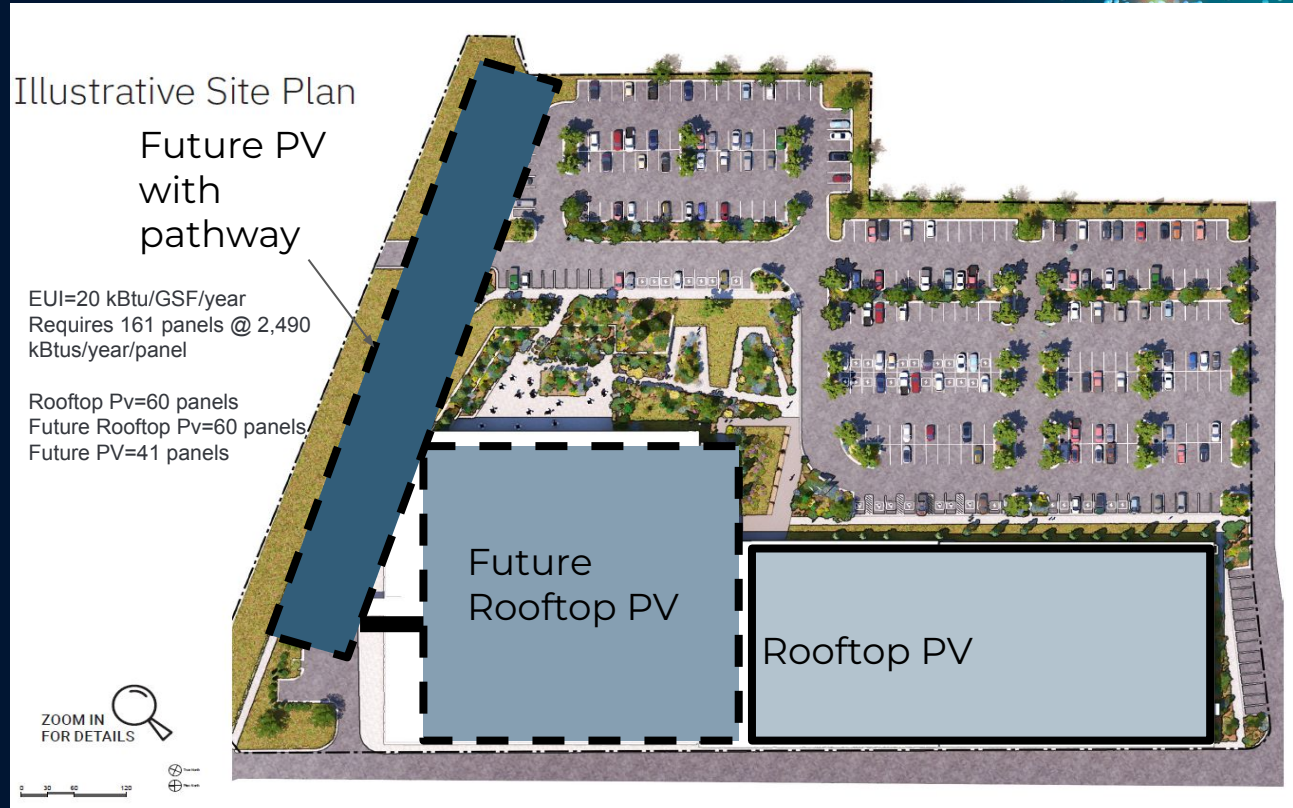 Illustrative Site Plan
Future PV
with
pathway
EUI=20 kBtu/GSF/year
Requires 161 panels @ 2,490
kBtus/year/panel
Rooftop Pv=60 panels
Future Rooftop Pv=60 panels
Future PV=41 panels
Future
Rooftop PV
Rooftop PV
ZOOM IN
FOR DETAILS
0 30 60 120